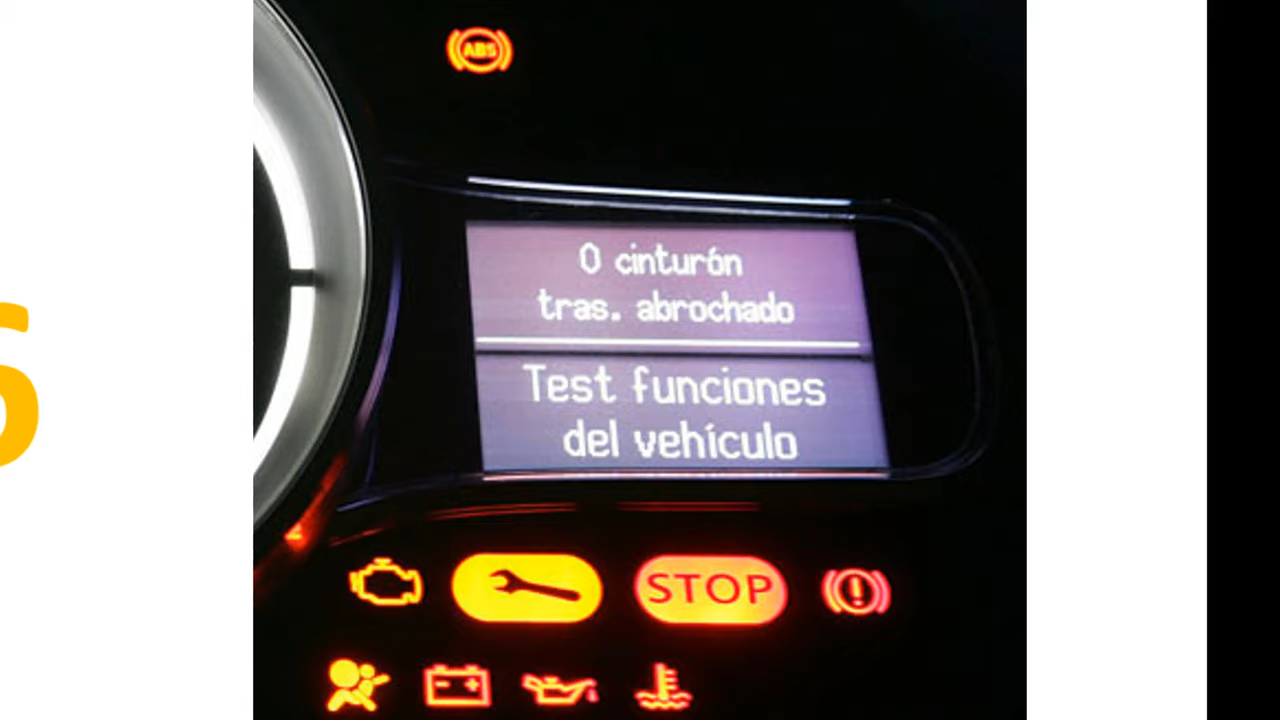 ABS
0 cinturón
tras. abrochado
Test funciones
del vehículo
STOP